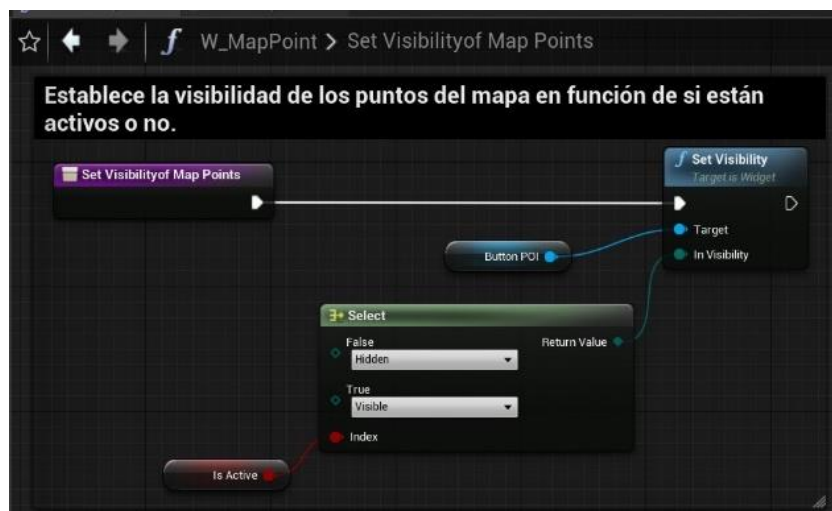 W_MapPoint > Set Visibilityof Map Points
Establece la visibilidad de los puntos del mapa en función de si están
activos o no.
Set Visibilityof Map Points
f Set Visibility
Target is Widget
Target
In Visibility
Button POI
Select
False
Hidden
Return Value
True
Visible
Index
Is Active